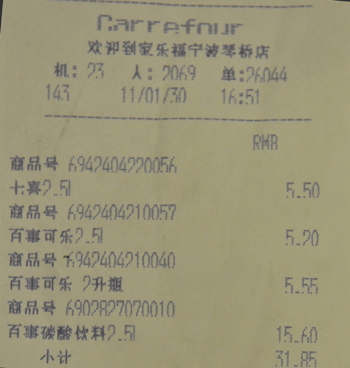 Carrefour
欢迎到家乐福宁波琴桥店
机: 23 人: 2069 单:26044
143 11/01/30 16:51
RMB
商品号 6942404220056
七喜2.5l 5.50
商品号 6942404210057
百事可乐2.5l 5.20
商品号 6942404210040
百事可乐 2升瓶 5.55
商品号 6902827070010
百事碳酸饮料2.5l 15.60
小计 31.85